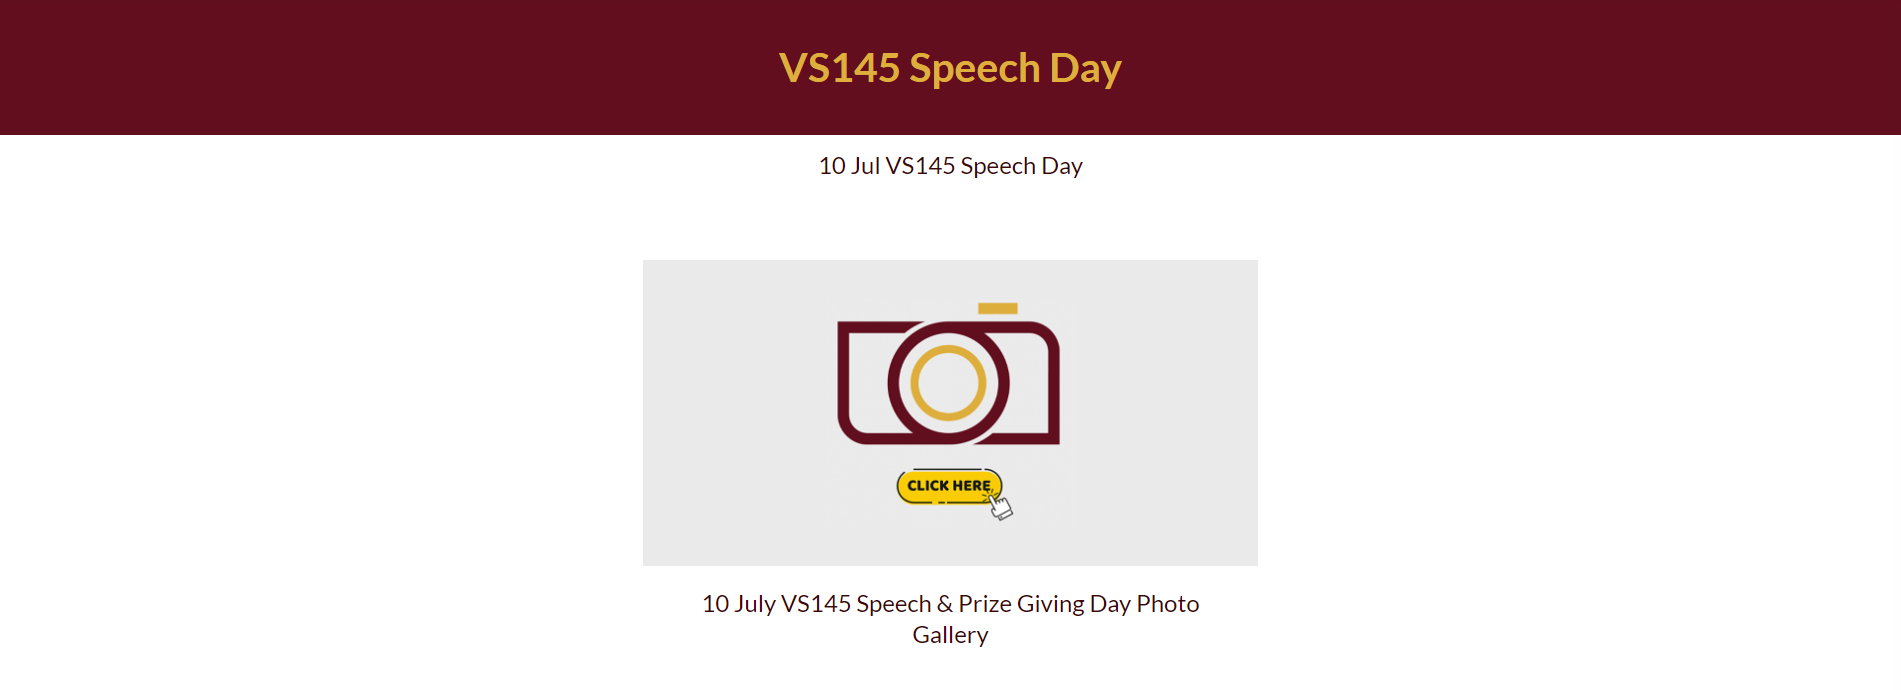 VS145 Speech Day
10 Jul VS145 Speech Day
CLICK HERE
10 July VS145 Speech & Prize Giving Day Photo
Gallery